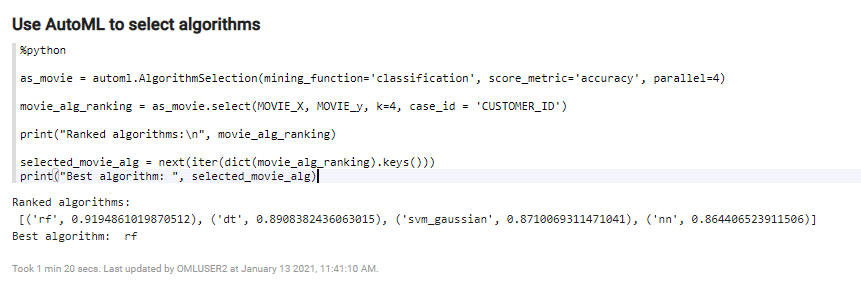 Use AutoML to select algorithms
%python
as_movie = automl.AlgorithmSelection(mining_function='classification', score_metric='accuracy', parallel=4)
movie_alg_ranking = as_movie.select(MOVIE_X, MOVIE_y, k=4, case_id = 'CUSTOMER_ID')
print("Ranked algorithms:\n", movie_alg_ranking)
selected_movie_alg = next(iter(dict(movie_alg_ranking).keys()))
print("Best algorithm: ", selected_movie_alg)
Ranked algorithms:
[('rf', 0.9194861019870512), ('dt', 0.8908382436063015), ('svm_gaussian', 0.8710069311471041), ('nn', 0.864406523911506)]
Best algorithm:  rf
Took 1 min 20 secs. Last updated by OMLUSER2 at January 13 2021, 11:41:10 AM.